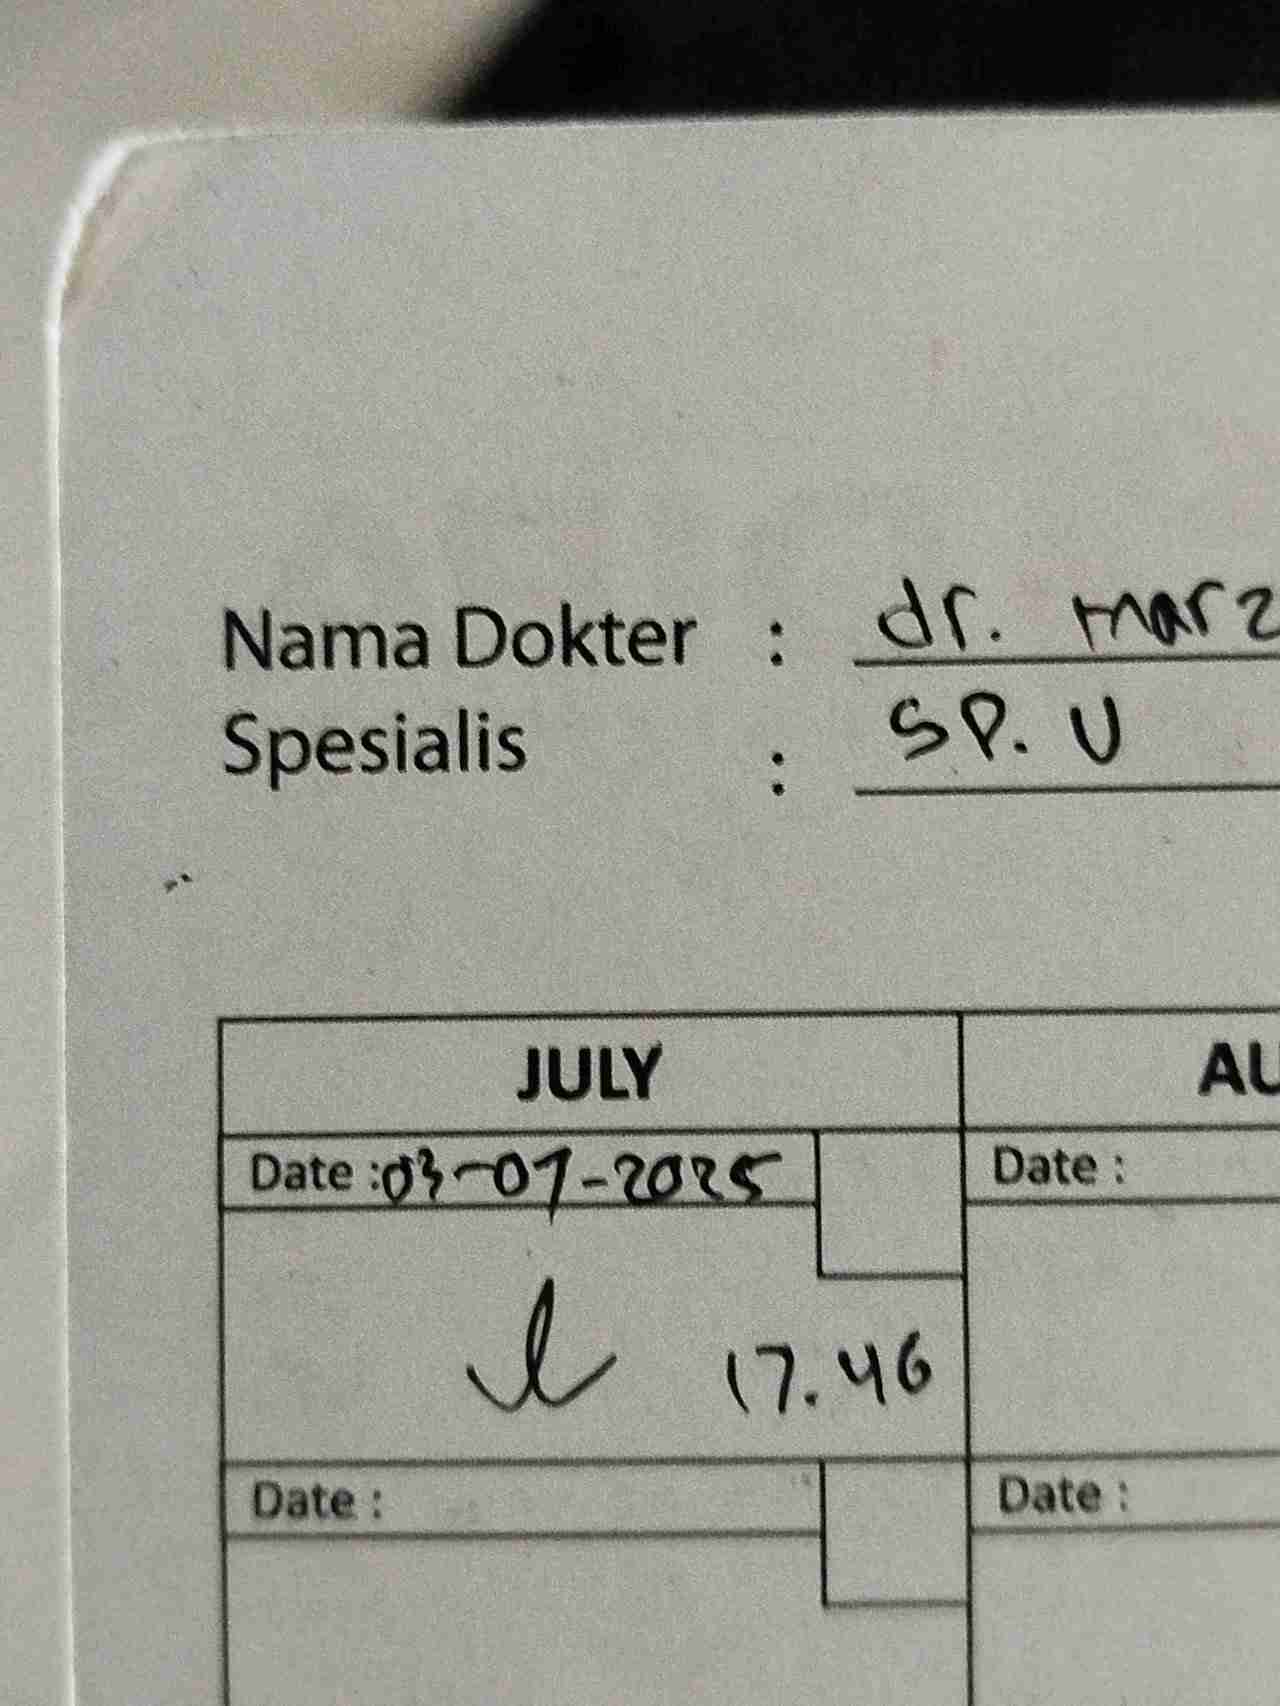 Nama Dokter : dr. marz
Spesialis : SP. U
JULY AU
Date :03-07-2025 Date :
17.46
Date : Date :